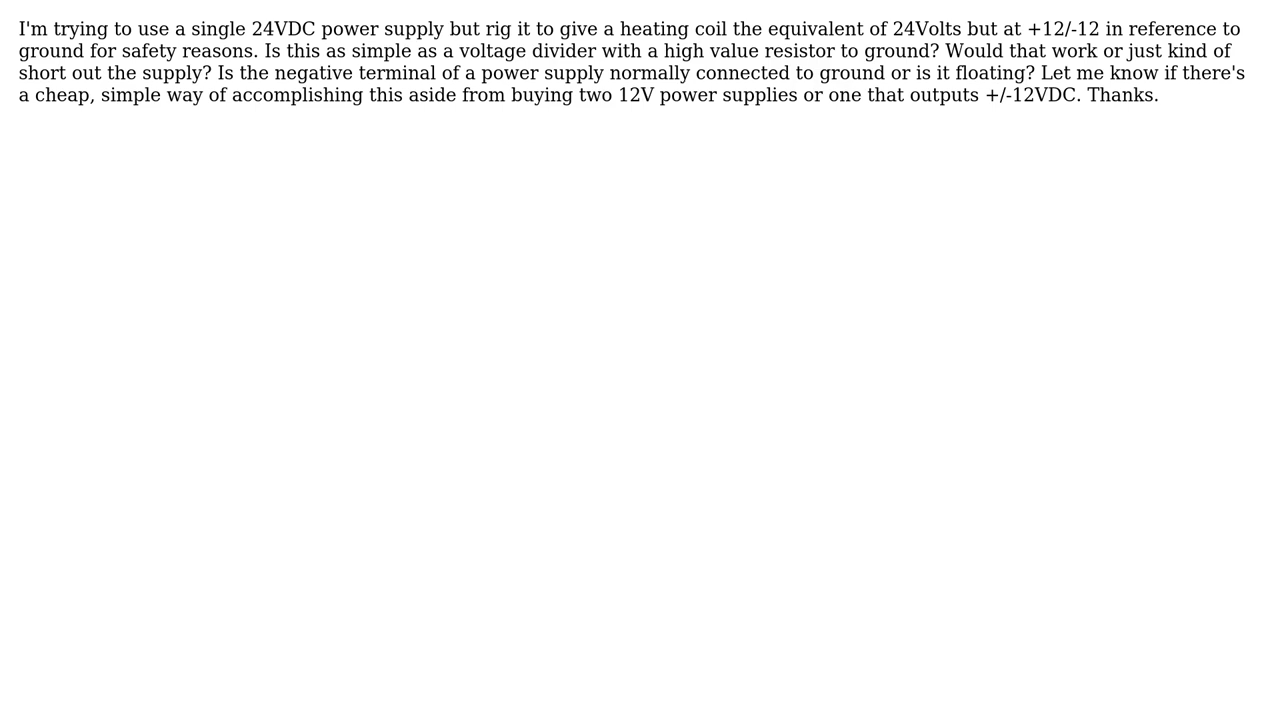 I'm trying to use a single 24VDC power supply but rig it to give a heating coil the equivalent of 24Volts but at +12/-12 in reference to
ground for safety reasons. Is this as simple as a voltage divider with a high value resistor to ground? Would that work or just kind of
short out the supply? Is the negative terminal of a power supply normally connected to ground or is it floating? Let me know if there's
a cheap, simple way of accomplishing this aside from buying two 12V power supplies or one that outputs +/-12VDC. Thanks.